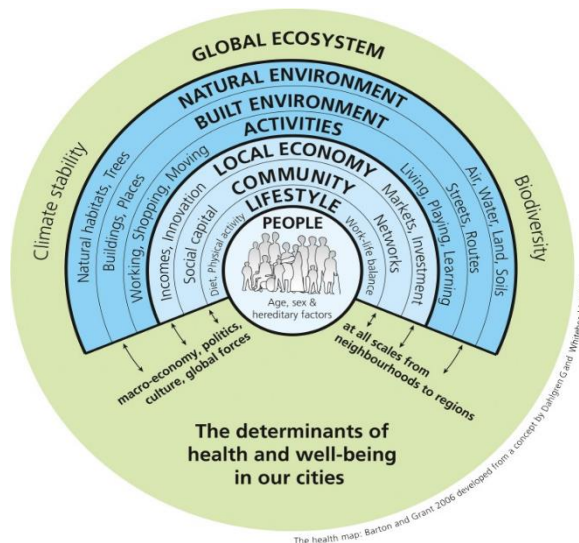 GLOBAL ECOSYSTEM
NATURAL ENVIRONMENT
BUILT ENVIRONMENT
ACTIVITIES
LOCAL ECONOMY
COMMUNITY
LIFESTYLE
PEOPLE
Age, sex &
hereditary factors
Climate stability
Natural habitats, Trees
Buildings, Places
Working, Shopping, Moving
Incomes, Innovation
Social capital
Diet, Physical activity
Work-life balance
Networks
Markets, Investment
Living, Playing, Learning
Streets, Routes
Air, Water, Land, Soils
Biodiversity
macro-economy, politics,
culture, global forces
at all scales from
neighbourhoods to regions
The determinants of
health and well-being
in our cities
The health map: Barton and Grant 2006 developed from a concept by Dahlgren G and